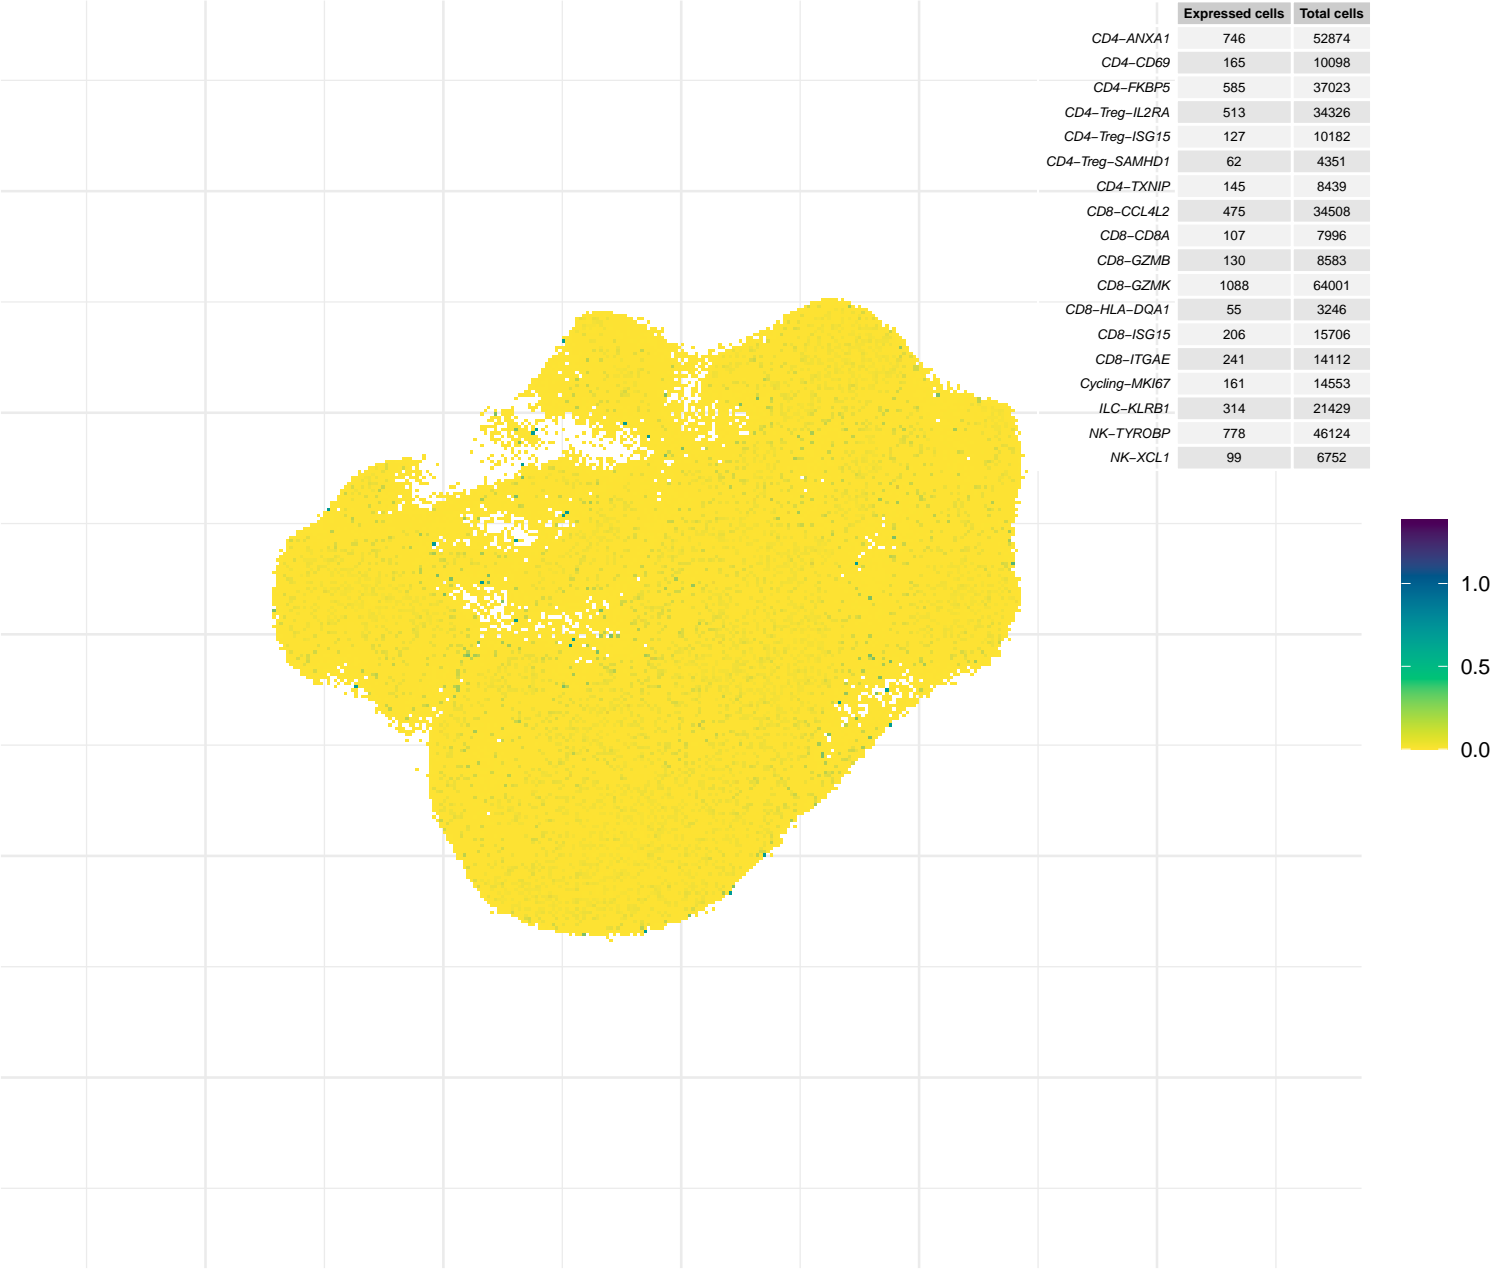 Expressed cells Total cells
CD4−ANXA1 746 52874
CD4−CD69 165 10098
CD4−FKBP5 585 37023
CD4−Treg−IL2RA 513 34326
CD4−Treg−ISG15 127 10182
CD4−Treg−SAMHD1 62 4351
CD4−TXNIP 145 8439
CD8−CCL4L2 475 34508
CD8−CD8A 107 7996
CD8−GZMB 130 8583
CD8−GZMK 1088 64001
CD8−HLA−DQA1 55 3246
CD8−ISG15 206 15706
CD8−ITGAE 241 14112
Cycling−MKI67 161 14553
ILC−KLRB1 314 21429
NK−TYROBP 778 46124
NK−XCL1 99 6752
1.0
0.5
0.0